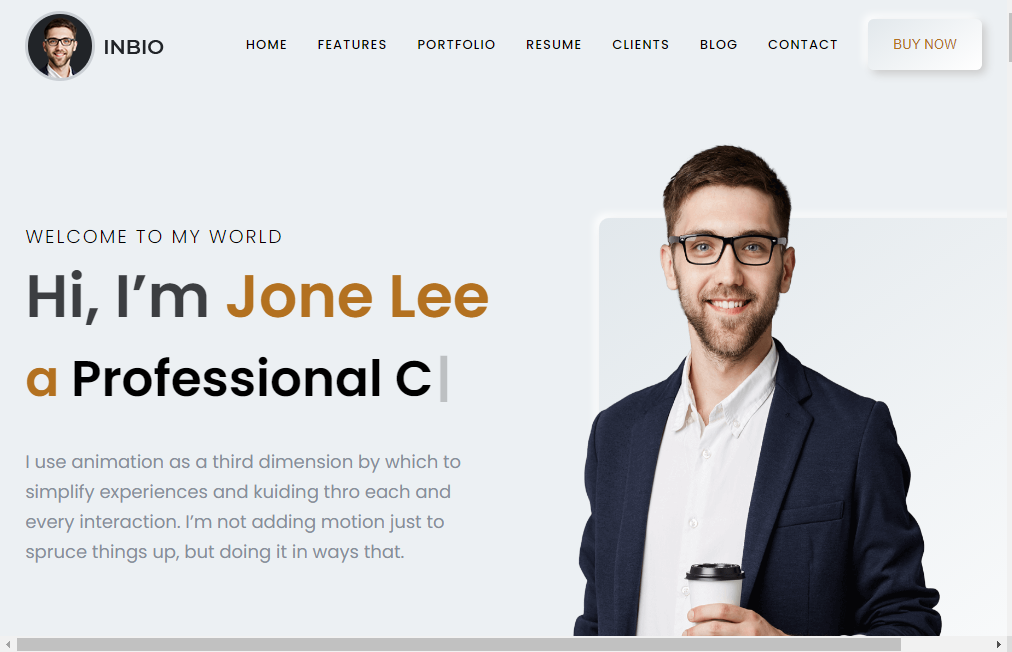 INBIO
HOME FEATURES PORTFOLIO RESUME CLIENTS BLOG CONTACT BUY NOW
WELCOME TO MY WORLD
Hi, I’m Jone Lee
a Professional C
I use animation as a third dimension by which to
simplify experiences and kuiding thro each and
every interaction. I’m not adding motion just to
spruce things up, but doing it in ways that.